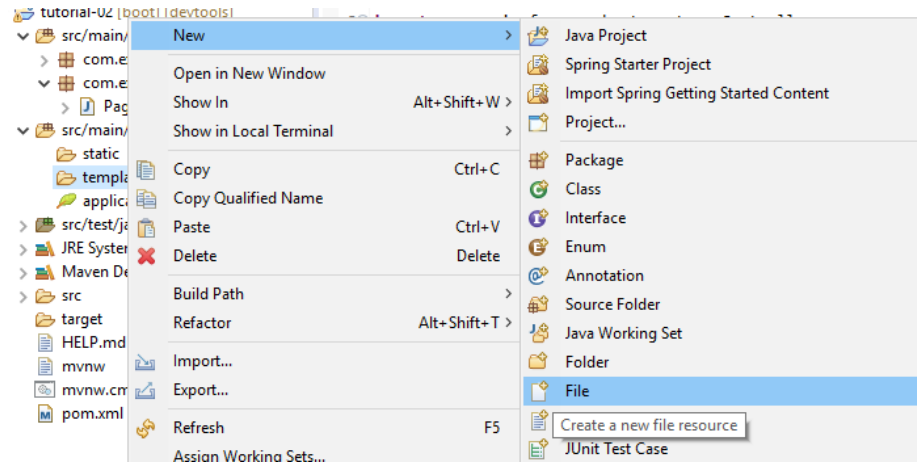 tutorial-02 [boot] [devtools]
src/main/
com.e
com.e
Pag
src/main/
static
templa
applica
src/test/ja
JRE System
Maven De
src
target
HELP.md
mvnw
mvnw.cm
pom.xml
New
Open in New Window
Show In Alt+Shift+W
Show in Local Terminal
Copy Ctrl+C
Copy Qualified Name
Paste Ctrl+V
Delete Delete
Build Path
Refactor Alt+Shift+T
Import...
Export...
Refresh F5
Assign Working Sets...
Java Project
Spring Starter Project
Import Spring Getting Started Content
Project...
Package
Class
Interface
Enum
Annotation
Source Folder
Java Working Set
Folder
File
Create a new file resource
JUnit Test Case